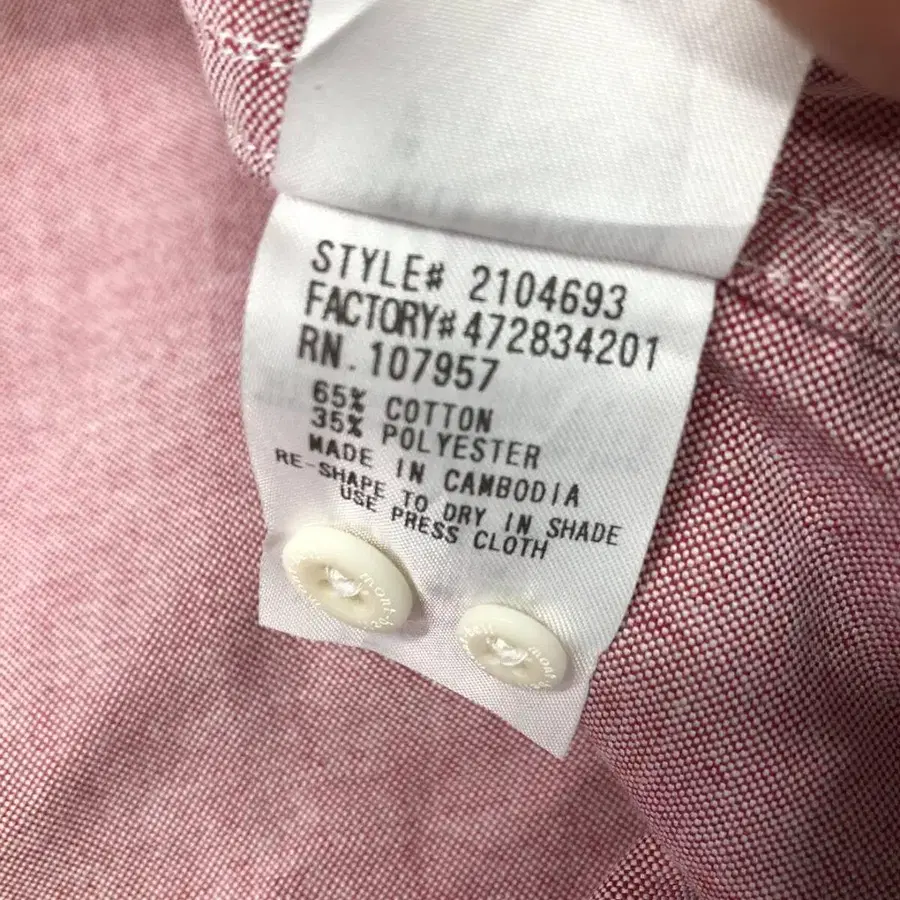 STYLE# 2104693
FACTORY#472834201
RN.107957
65% COTTON
35% POLYESTER
MADE IN CAMBODIA
RE-SHAPE TO DRY IN SHADE
USE PRESS CLOTH